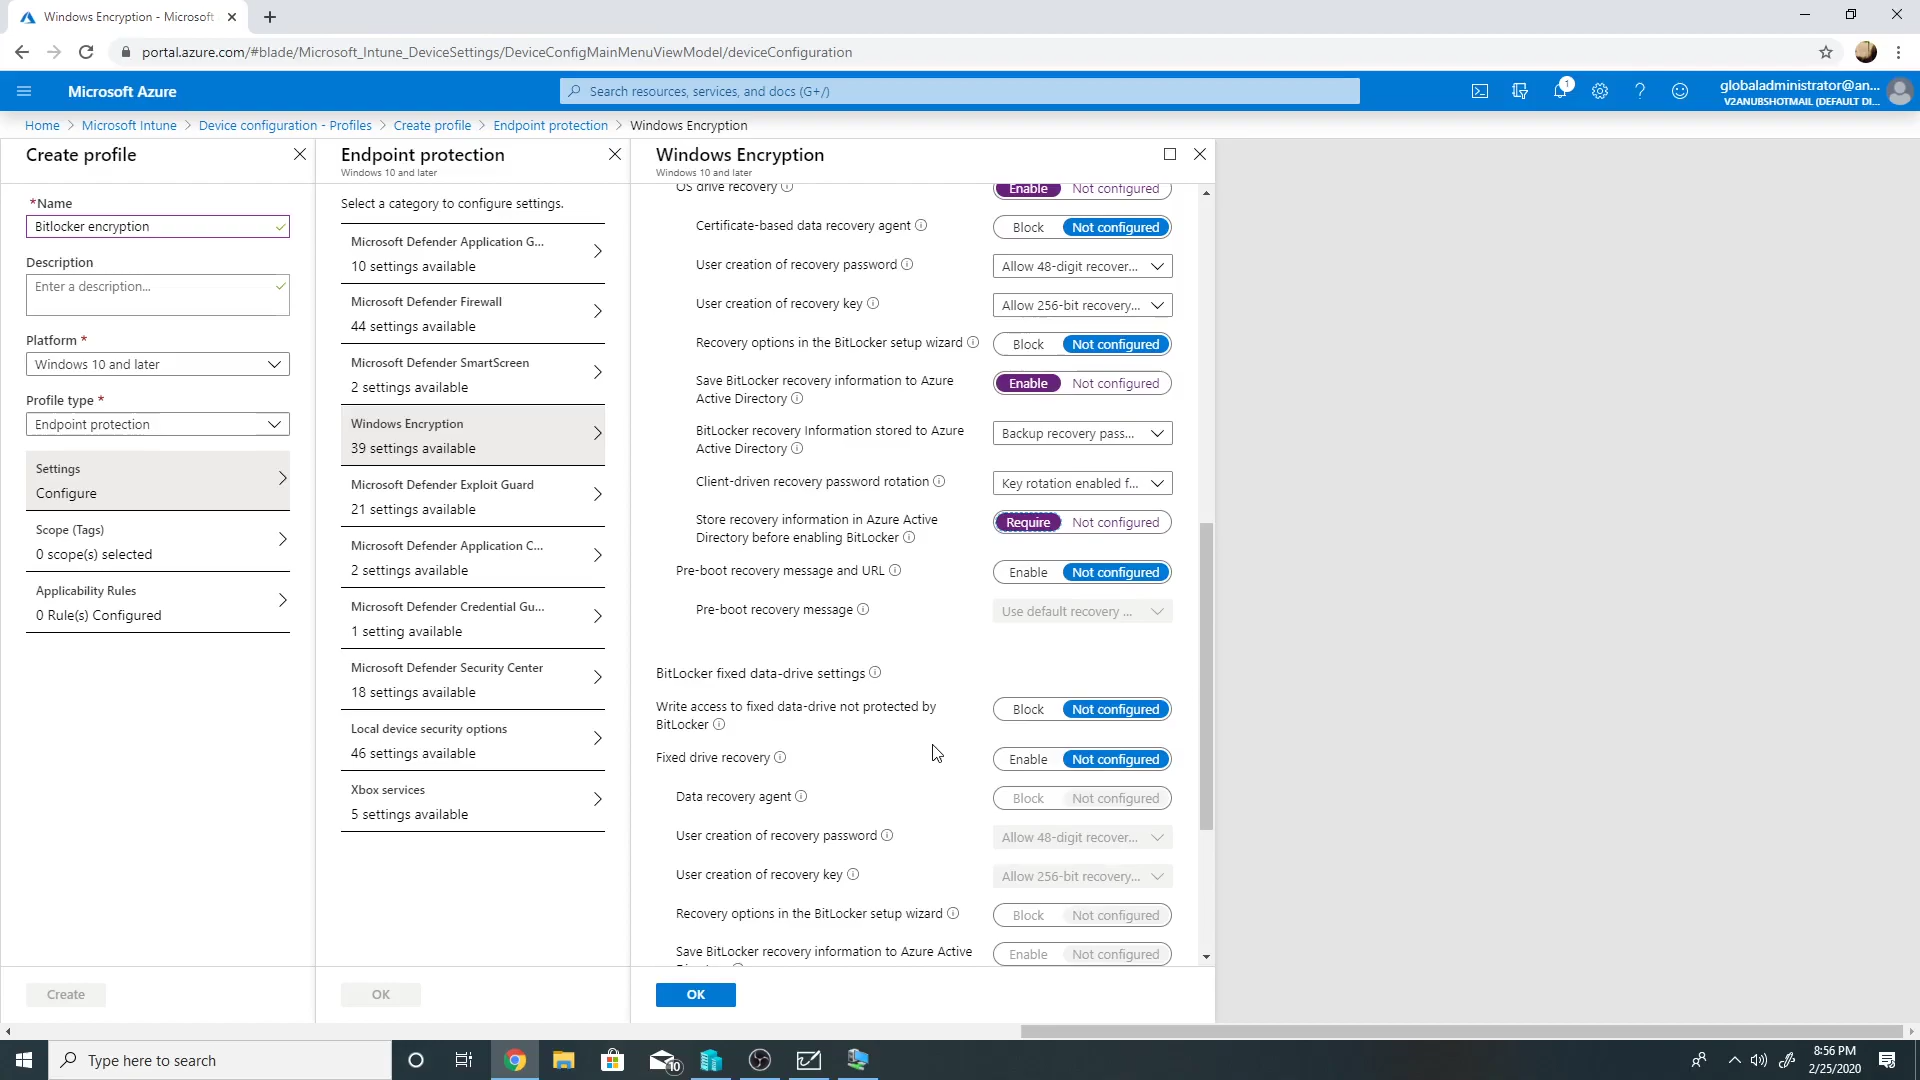 Windows Encryption - Microsoft
portal.azure.com/#blade/Microsoft_Intune_DeviceSettings/DeviceConfigMainMenuViewModel/deviceConfiguration
Microsoft Azure
Search resources, services, and docs (G+/)
1
globaladministrator@an...
V2ANUBSHOTMAIL (DEFAULT DI...
Home > Microsoft Intune > Device configuration - Profiles > Create profile > Endpoint protection > Windows Encryption
Create profile
*Name
Bitlocker encryption
Description
Enter a description...
Platform *
Windows 10 and later
Profile type *
Endpoint protection
Settings
Configure
Scope (Tags)
0 scope(s) selected
Applicability Rules
0 Rule(s) Configured
Create
Endpoint protection
Windows 10 and later
Select a category to configure settings.
Microsoft Defender Application G...
10 settings available
Microsoft Defender Firewall
44 settings available
Microsoft Defender SmartScreen
2 settings available
Windows Encryption
39 settings available
Microsoft Defender Exploit Guard
21 settings available
Microsoft Defender Application C...
2 settings available
Microsoft Defender Credential Gu...
1 setting available
Microsoft Defender Security Center
18 settings available
Local device security options
46 settings available
Xbox services
5 settings available
OK
Windows Encryption
Windows 10 and later
OS drive recovery Enable Not configured
Certificate-based data recovery agent Block Not configured
User creation of recovery password Allow 48-digit recover...
User creation of recovery key Allow 256-bit recovery...
Recovery options in the BitLocker setup wizard Block Not configured
Save BitLocker recovery information to Azure
Active Directory Enable Not configured
BitLocker recovery Information stored to Azure
Active Directory Backup recovery pass...
Client-driven recovery password rotation Key rotation enabled f...
Store recovery information in Azure Active
Directory before enabling BitLocker Require Not configured
Pre-boot recovery message and URL Enable Not configured
Pre-boot recovery message Use default recovery ...
BitLocker fixed data-drive settings
Write access to fixed data-drive not protected by
BitLocker Block Not configured
Fixed drive recovery Enable Not configured
Data recovery agent Block Not configured
User creation of recovery password Allow 48-digit recover...
User creation of recovery key Allow 256-bit recovery...
Recovery options in the BitLocker setup wizard Block Not configured
Save BitLocker recovery information to Azure Active Enable Not configured
OK
Type here to search
10
8:56 PM
2/25/2020